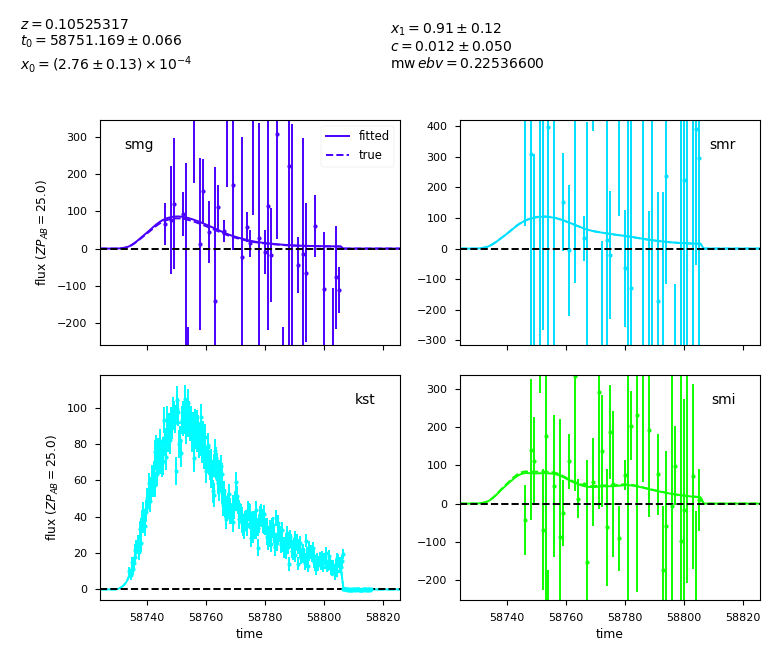 z = 0.10525317
t₀ = 58751.169 ± 0.066
x₀ = (2.76 ± 0.13) × 10⁻⁴
x₁ = 0.91 ± 0.12
c = 0.012 ± 0.050
mwebv = 0.22536600
smg
fitted
true
300
200
100
0
−100
−200
flux (ZP_AB = 25.0)
smr
400
300
200
100
0
−100
−200
−300
kst
100
80
60
40
20
0
flux (ZP_AB = 25.0)
58740 58760 58780 58800 58820
time
smi
300
200
100
0
−100
−200
58740 58760 58780 58800 58820
time